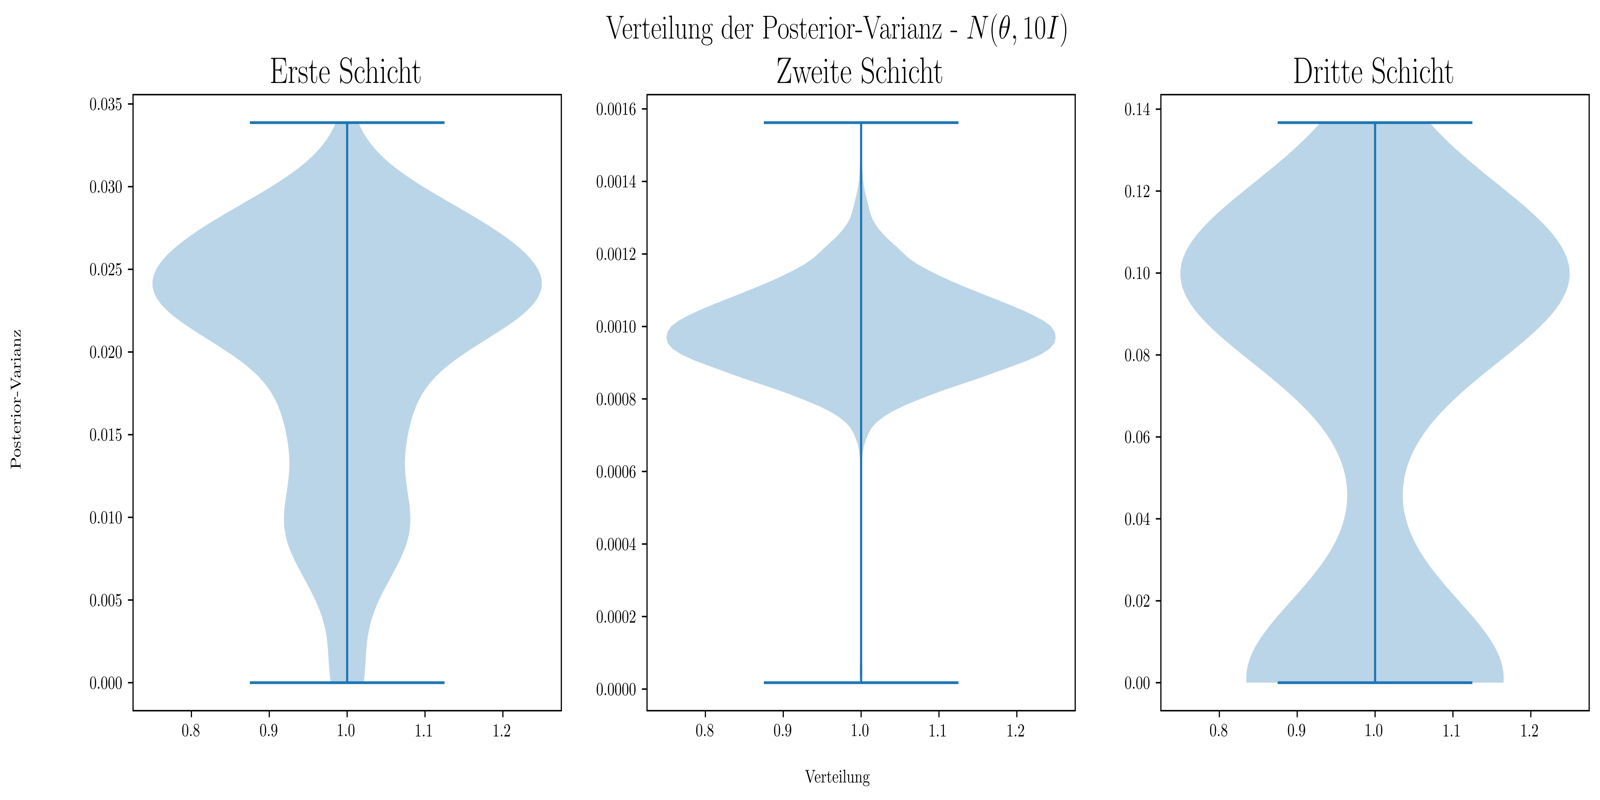 Verteilung der Posterior-Varianz - N(θ, 10I)
Erste Schicht
Zweite Schicht
Dritte Schicht
Posterior-Varianz
0.035
0.030
0.025
0.020
0.015
0.010
0.005
0.000
0.8 0.9 1.0 1.1 1.2
0.0016
0.0014
0.0012
0.0010
0.0008
0.0006
0.0004
0.0002
0.0000
0.8 0.9 1.0 1.1 1.2
0.14
0.12
0.10
0.08
0.06
0.04
0.02
0.00
0.8 0.9 1.0 1.1 1.2
Verteilung